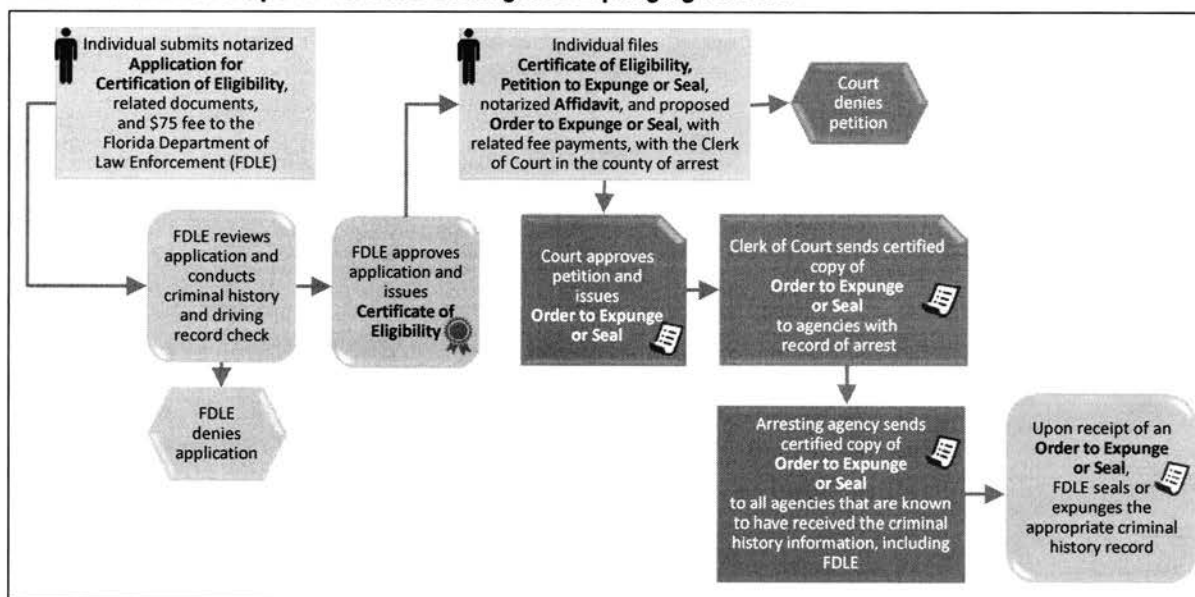 Individual submits notarized
Application for
Certification of Eligibility,
related documents,
and $75 fee to the
Florida Department of
Law Enforcement (FDLE)
Individual files
Certificate of Eligibility,
Petition to Expunge or Seal,
notarized Affidavit, and proposed
Order to Expunge or Seal, with
related fee payments, with the Clerk
of Court in the county of arrest
Court
denies
petition
FDLE reviews
application and
conducts
criminal history
and driving
record check
FDLE approves
application and
issues
Certificate of
Eligibility
Court approves
petition and
issues
Order to Expunge
or Seal
Clerk of Court sends certified
copy of
Order to Expunge
or Seal
to agencies with
record of arrest
FDLE
denies
application
Arresting agency sends
certified copy of
Order to Expunge
or Seal
to all agencies that are known
to have received the criminal
history information, including
FDLE
Upon receipt of an
Order to Expunge
or Seal,
FDLE seals or
expunges the
appropriate criminal
history record